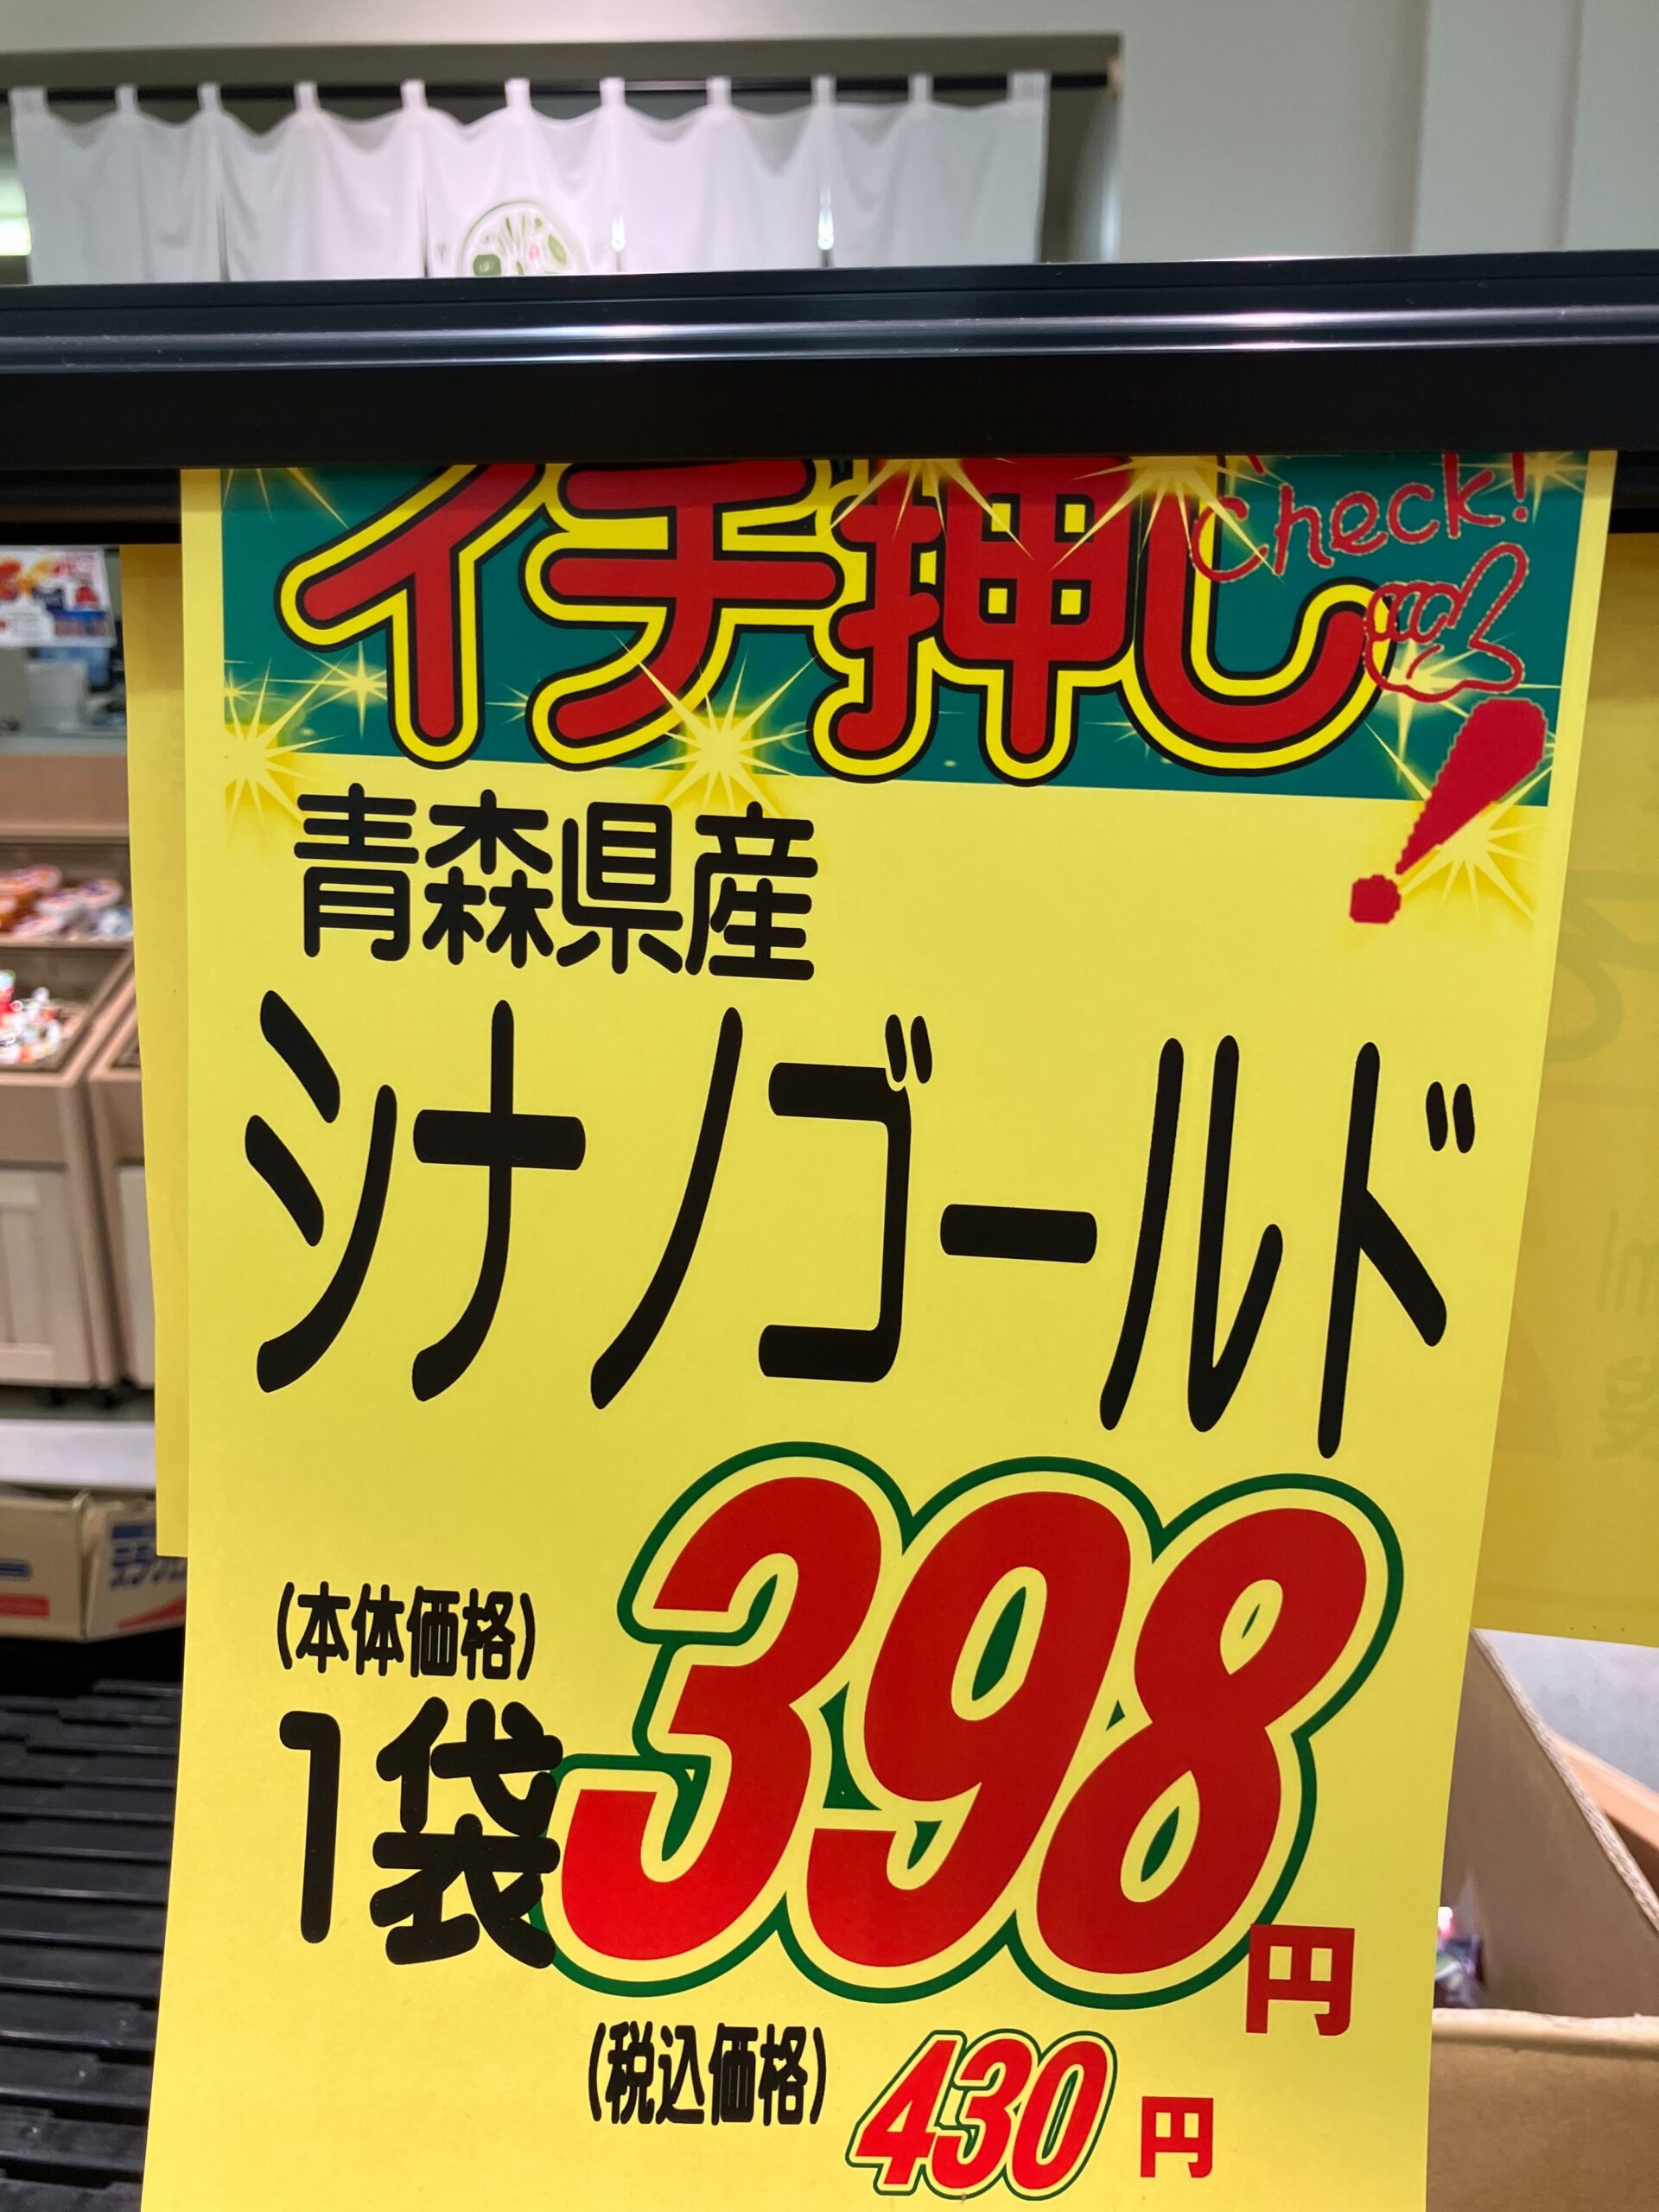 イチ押し
Check!
青森県産
シナノゴールド
(本体価格)
1袋398円
(税込価格) 430円